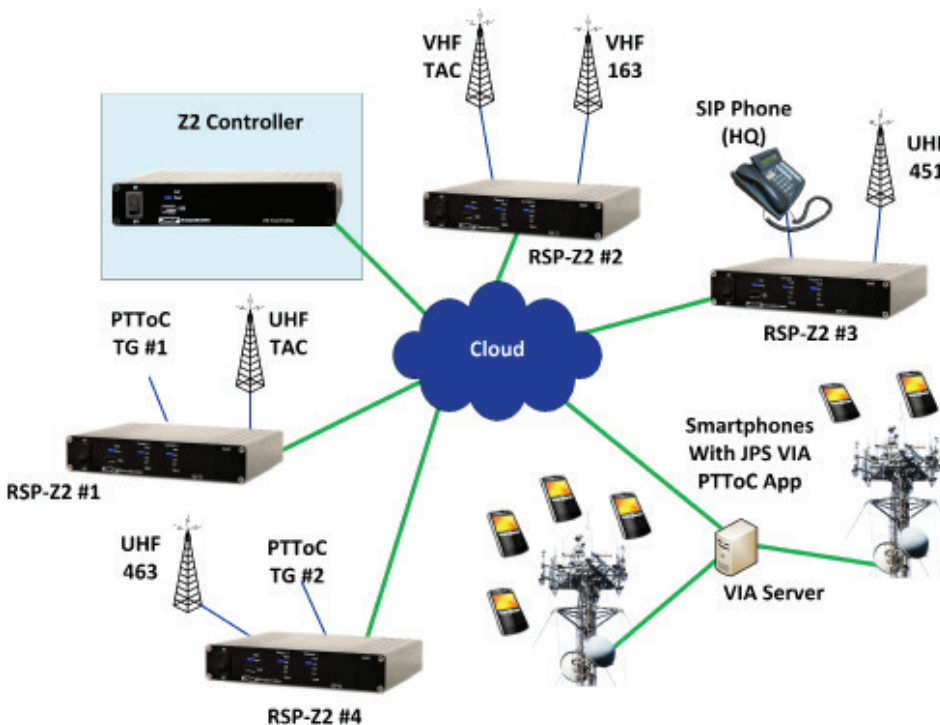 VHF
TAC
VHF
163
Z2 Controller
SIP Phone
(HQ)
UHF
451
RSP-Z2 #2
RSP-Z2 #3
PTToC
TG #1
UHF
TAC
Cloud
RSP-Z2 #1
Smartphones
With JPS VIA
PTToC App
UHF
463
PTToC
TG #2
VIA Server
RSP-Z2 #4